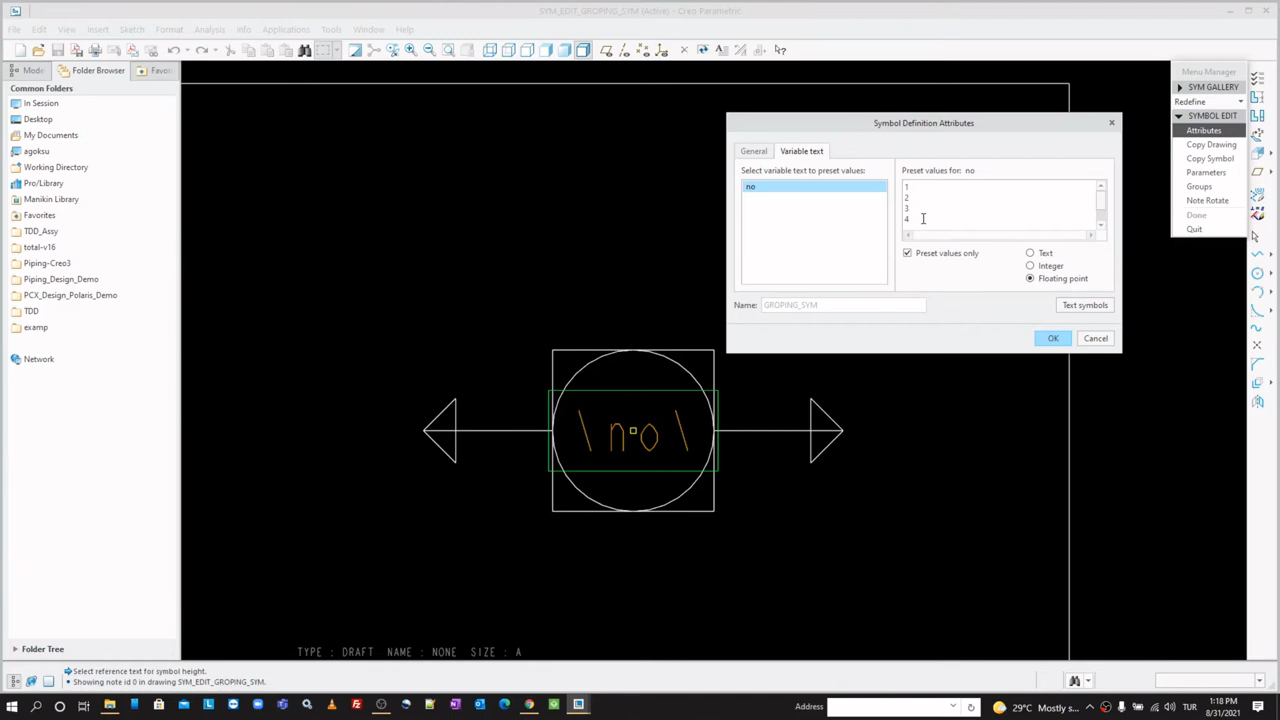 SYM_EDIT_GROPING_SYM (Active) - Creo Parametric
File Edit View Insert Sketch Format Analysis Info Applications Tools Window Help
Mode Folder Browser Favor
Common Folders
In Session
Desktop
My Documents
agoksu
Working Directory
Pro/Library
Manikin Library
Favorites
TDD_Assy
total-v16
Piping-Creo3
Piping_Design_Demo
PCX_Design_Polaris_Demo
TDD
examp
Network
Folder Tree
Symbol Definition Attributes
General Variable text
Select variable text to preset values:
no
Preset values for: no
1
2
3
4
Preset values only
Text
Integer
Floating point
Name: GROPING_SYM
Text symbols
OK Cancel
Menu Manager
SYM GALLERY
Redefine
SYMBOL EDIT
Attributes
Copy Drawing
Copy Symbol
Parameters
Groups
Note Rotate
Done
Quit
\no\
TYPE : DRAFT NAME : NONE SIZE : A
Select reference text for symbol height.
Showing note id 0 in drawing SYM_EDIT_GROPING_SYM.
Address
29°C Mostly s...
TUR
1:18 PM
8/31/2021